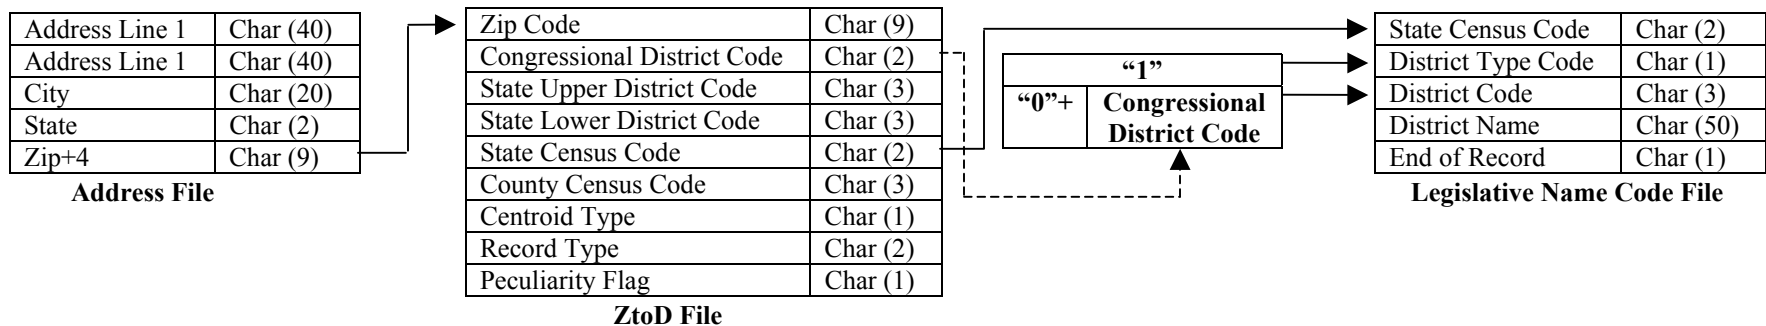 Address Line 1 Char (40)
Address Line 1 Char (40)
City Char (20)
State Char (2)
Zip+4 Char (9)
Address File
Zip Code Char (9)
Congressional District Code Char (2)
State Upper District Code Char (3)
State Lower District Code Char (3)
State Census Code Char (2)
County Census Code Char (3)
Centroid Type Char (1)
Record Type Char (2)
Peculiarity Flag Char (1)
ZtoD File
“1”
“0”+ Congressional
District Code
State Census Code Char (2)
District Type Code Char (1)
District Code Char (3)
District Name Char (50)
End of Record Char (1)
Legislative Name Code File